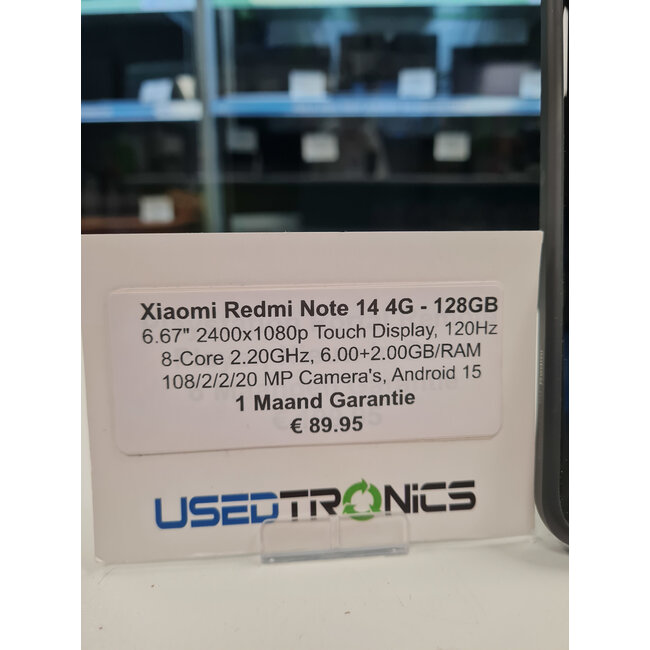 Xiaomi Redmi Note 14 4G - 128GB
6.67" 2400x1080p Touch Display, 120Hz
8-Core 2.20GHz, 6.00+2.00GB/RAM
108/2/2/20 MP Camera's, Android 15
1 Maand Garantie
€ 89.95
USEDTRONiCS